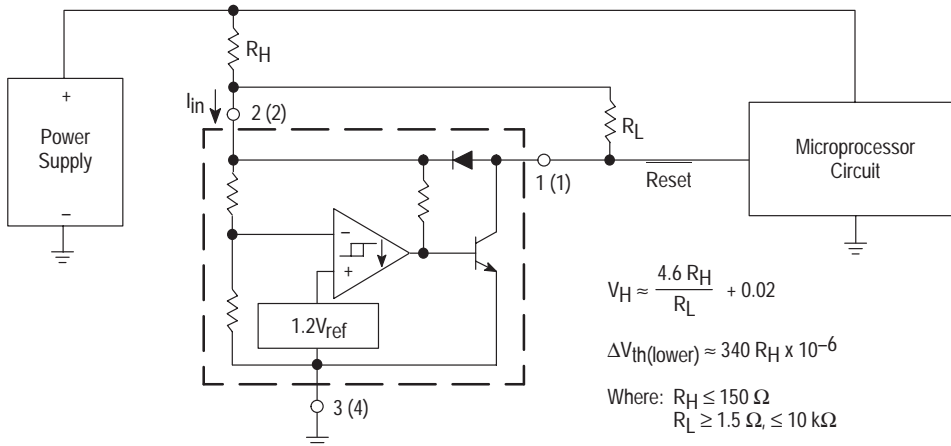 R_H
I_in
2 (2)
+
Power
Supply
–
R_L
1 (1)
Reset
Microprocessor
Circuit
–
+
1.2V_ref
3 (4)
V_H ≈ 4.6 R_H / R_L + 0.02
ΔV_th(lower) ≈ 340 R_H x 10^–6
Where: R_H ≤ 150 Ω
R_L ≥ 1.5 Ω, ≤ 10 kΩ